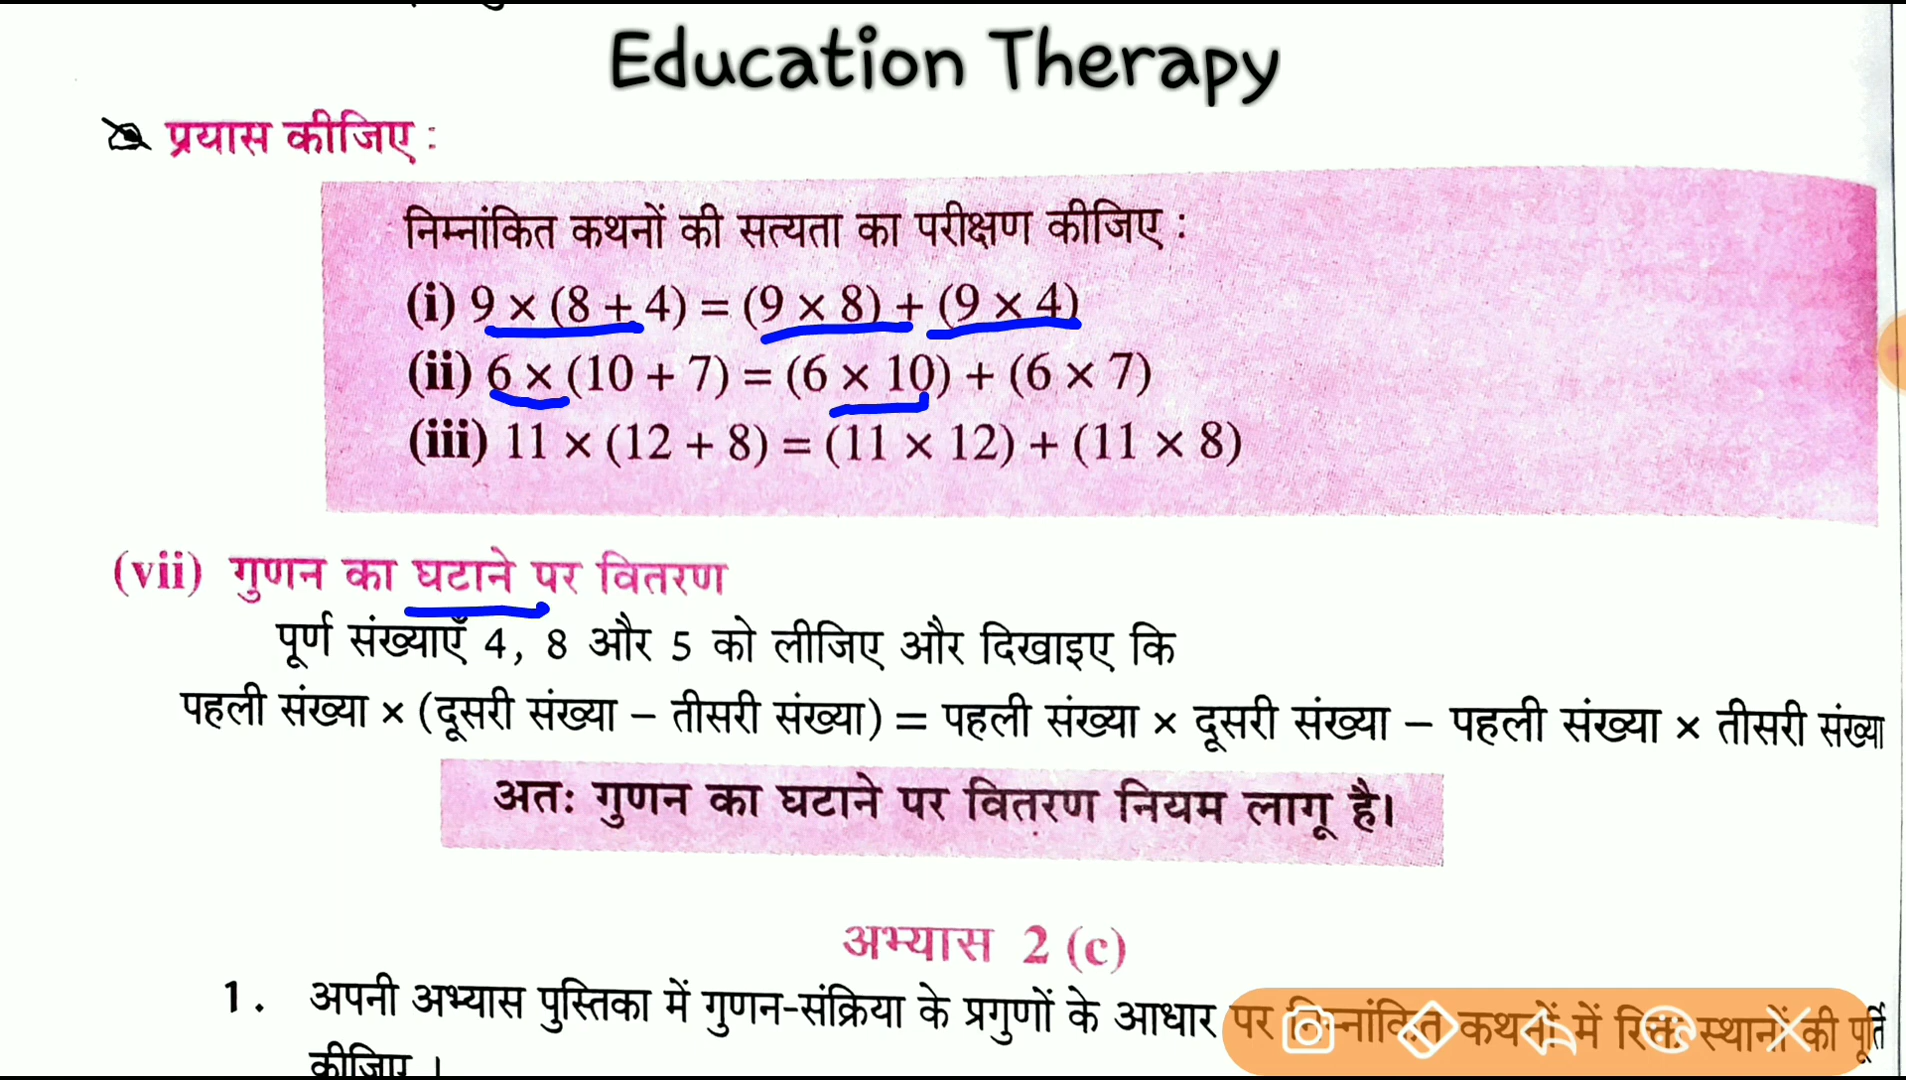 Education Therapy
प्रयास कीजिए :
निम्नांकित कथनों की सत्यता का परीक्षण कीजिए :
(i) 9 × (8 + 4) = (9 × 8) + (9 × 4)
(ii) 6 × (10 + 7) = (6 × 10) + (6 × 7)
(iii) 11 × (12 + 8) = (11 × 12) + (11 × 8)
(vii) गुणन का घटाने पर वितरण
पूर्ण संख्याएँ 4, 8 और 5 को लीजिए और दिखाइए कि
पहली संख्या × (दूसरी संख्या – तीसरी संख्या) = पहली संख्या × दूसरी संख्या – पहली संख्या × तीसरी संख्या
अतः गुणन का घटाने पर वितरण नियम लागू है।
अभ्यास 2 (c)
1. अपनी अभ्यास पुस्तिका में गुणन-संक्रिया के प्रगुणों के आधार पर निम्नांकित कथनों में रिक्त स्थानों की पूर्ति
कीजिए ।